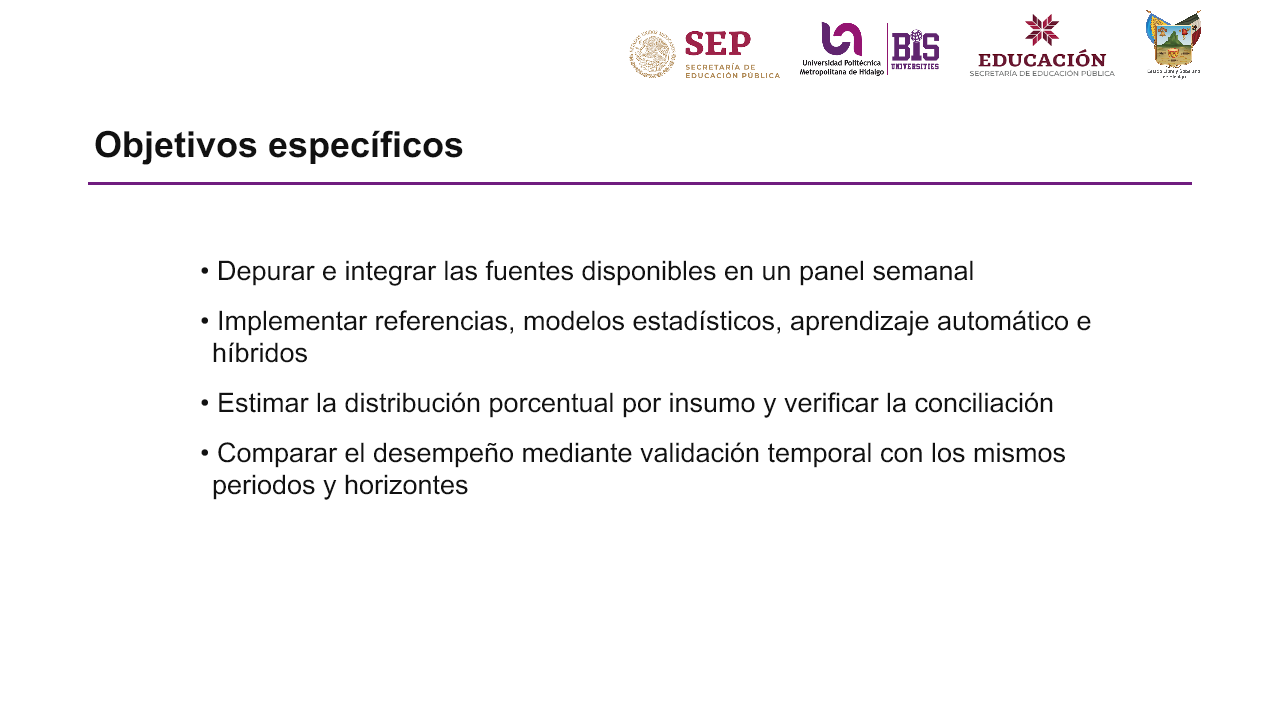 SEP
SECRETARÍA DE
EDUCACIÓN PÚBLICA
Universidad Politécnica
Metropolitana de Hidalgo
BIS
UNIVERSITIES
EDUCACIÓN
SECRETARÍA DE EDUCACIÓN PÚBLICA
Objetivos específicos
• Depurar e integrar las fuentes disponibles en un panel semanal
• Implementar referencias, modelos estadísticos, aprendizaje automático e
híbridos
• Estimar la distribución porcentual por insumo y verificar la conciliación
• Comparar el desempeño mediante validación temporal con los mismos
periodos y horizontes